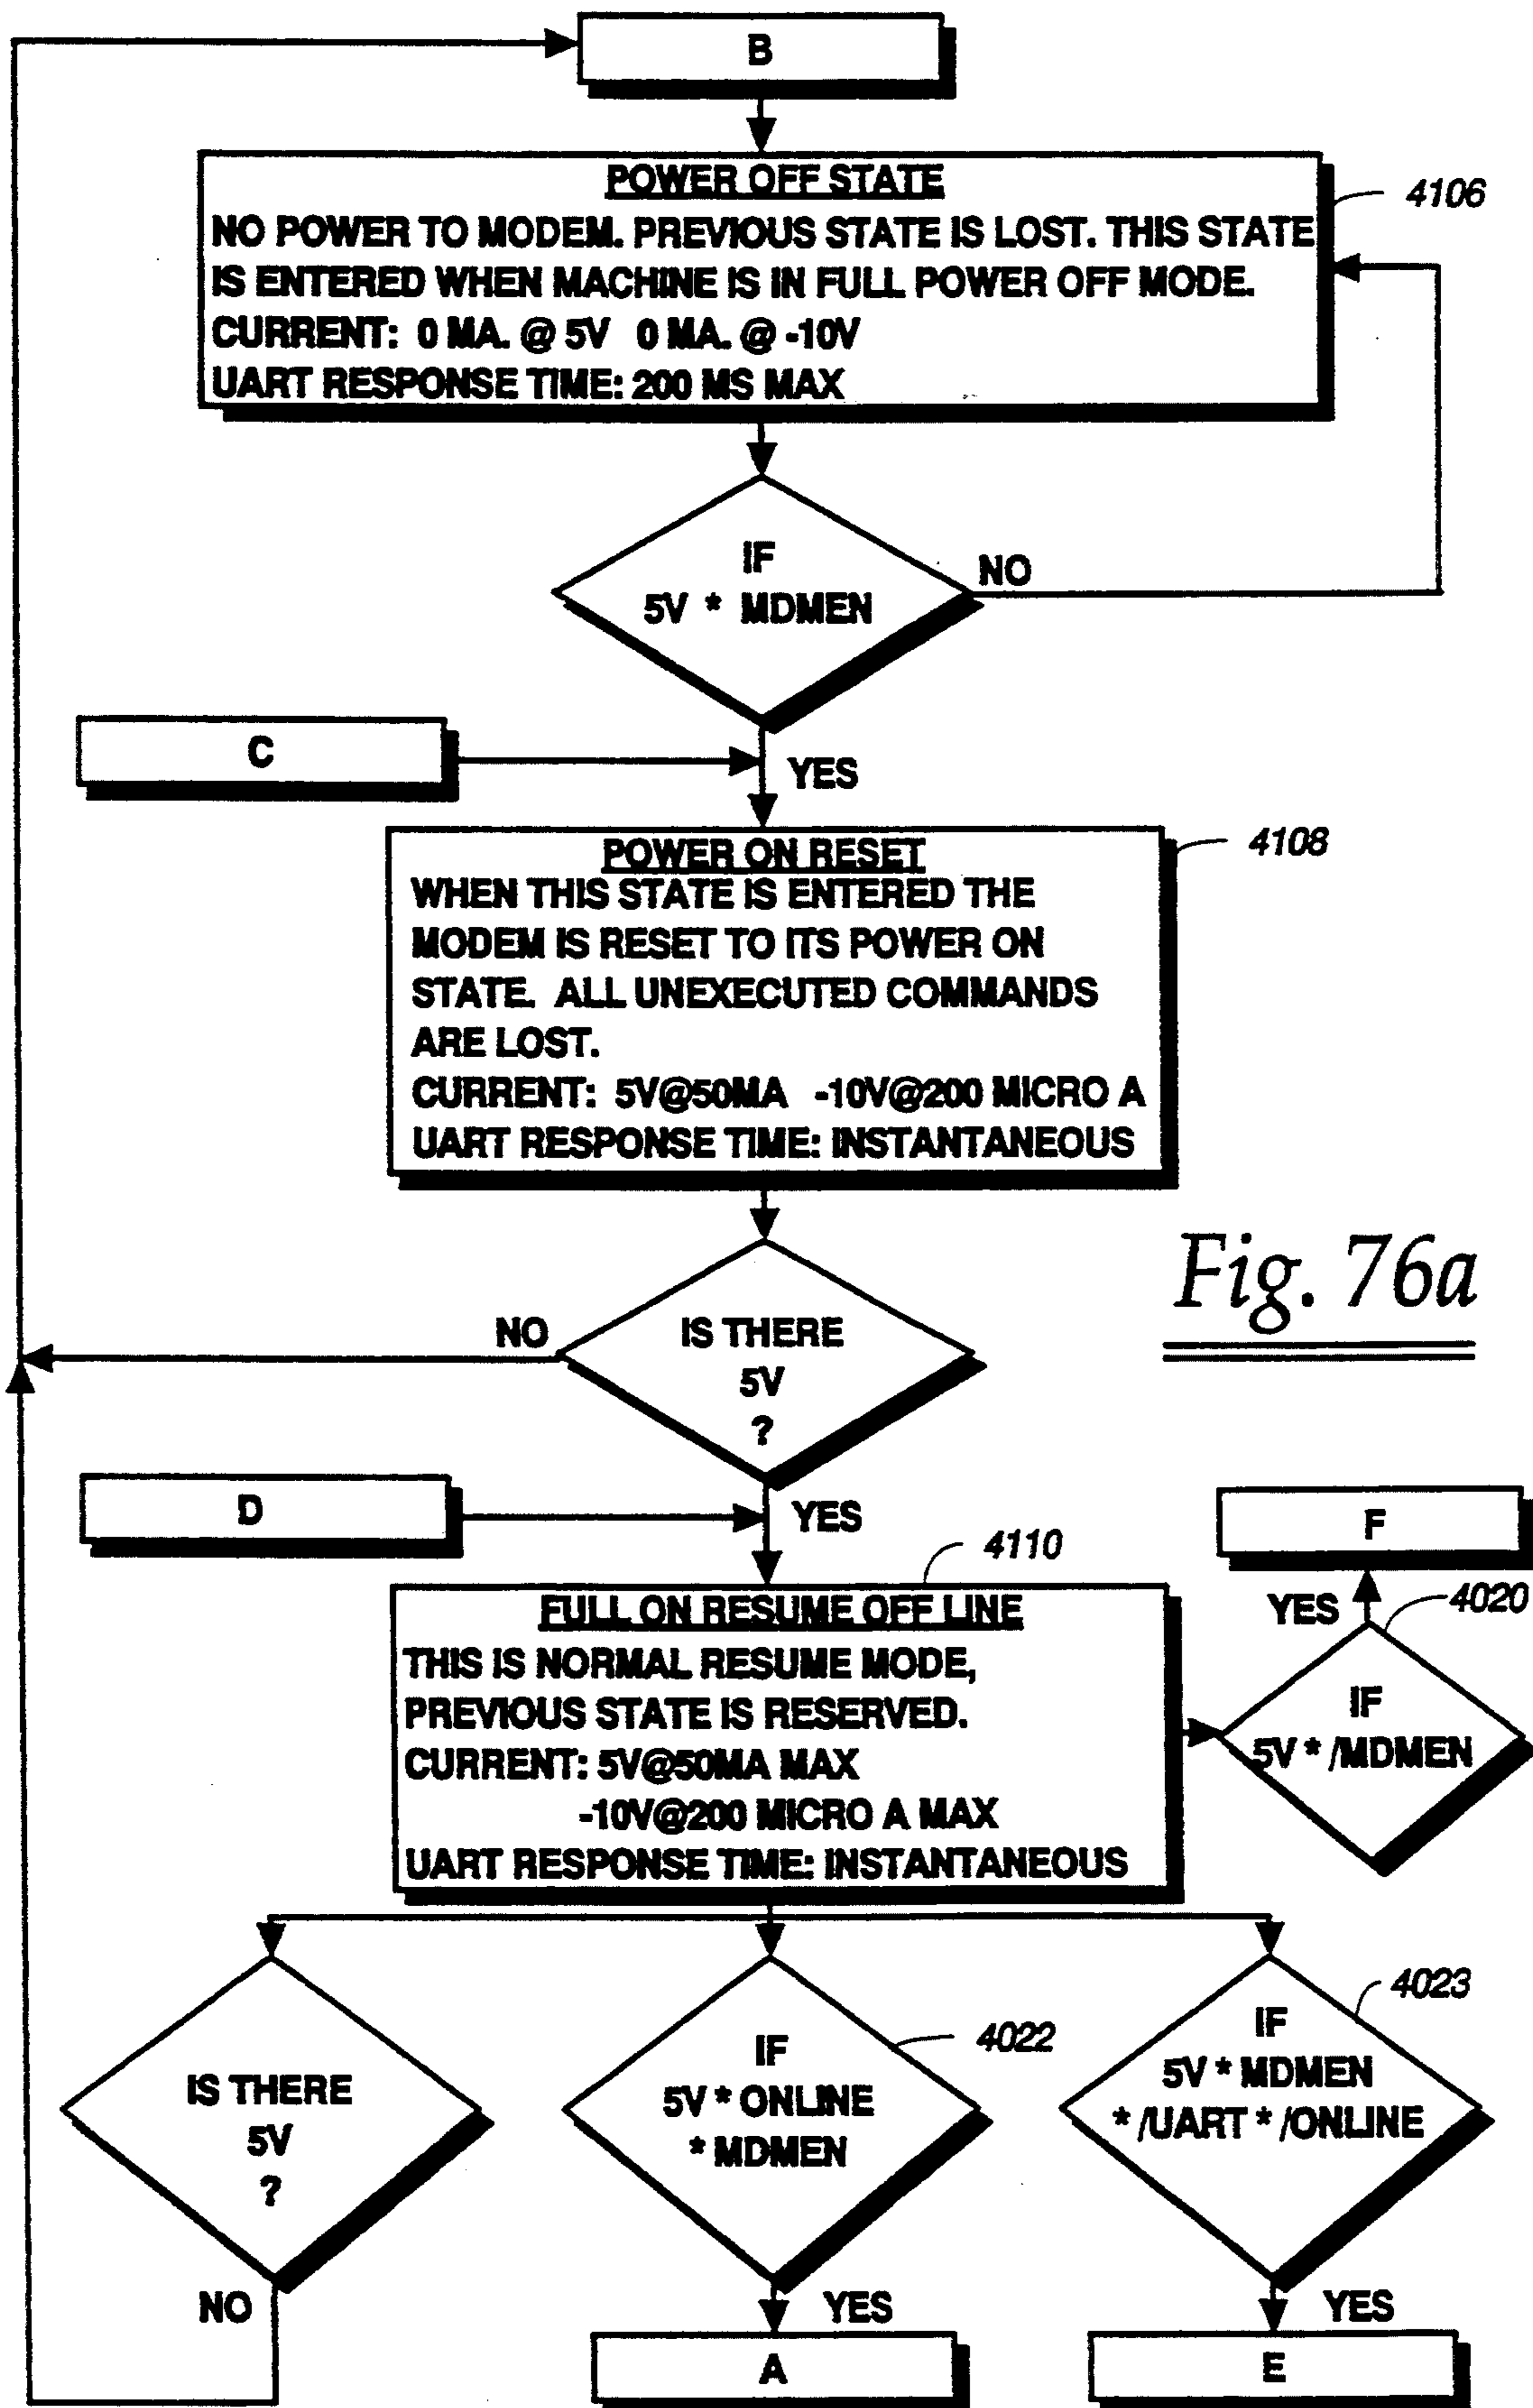 B
POWER OFF STATE
4106
NO POWER TO MODEM. PREVIOUS STATE IS LOST. THIS STATE
IS ENTERED WHEN MACHINE IS IN FULL POWER OFF MODE.
CURRENT: 0 MA. @ 5V 0 MA. @ -10V
UART RESPONSE TIME: 200 MS MAX
IF
5V * MDMEN
NO
C
YES
POWER ON RESET
4108
WHEN THIS STATE IS ENTERED THE
MODEM IS RESET TO ITS POWER ON
STATE. ALL UNEXECUTED COMMANDS
ARE LOST.
CURRENT: 5V@50MA -10V@200 MICRO A
UART RESPONSE TIME: INSTANTANEOUS
Fig. 76a
NO
IS THERE
5V
?
D
YES
4110
FULL ON RESUME OFF LINE
THIS IS NORMAL RESUME MODE,
PREVIOUS STATE IS RESERVED.
CURRENT: 5V@50MA MAX
-10V@200 MICRO A MAX
UART RESPONSE TIME: INSTANTANEOUS
F
YES
4020
IF
5V * /MDMEN
IS THERE
5V
?
NO
4022
IF
5V * ONLINE
* MDMEN
YES
A
4023
IF
5V * MDMEN
* /UART * /ONLINE
YES
E